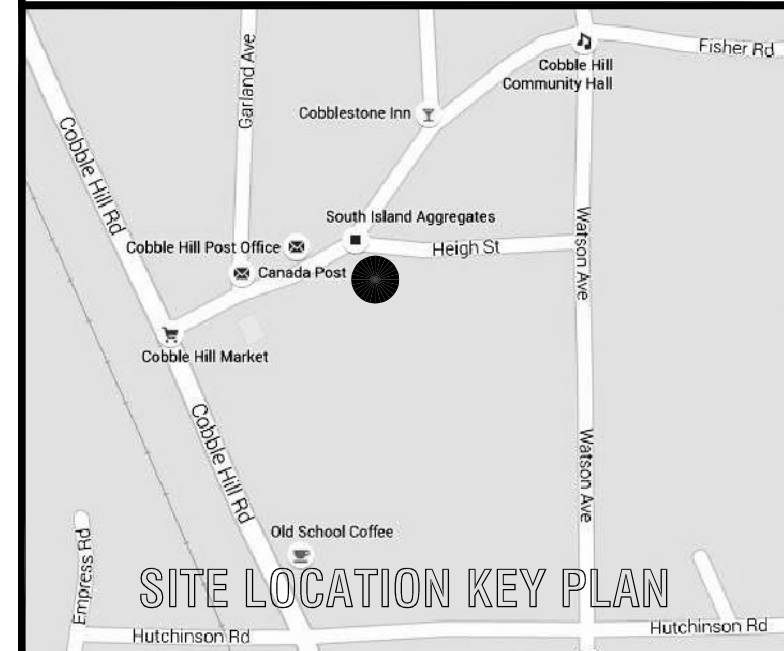 Garland Ave
Fisher Rd
Cobble Hill
Community Hall
Cobblestone Inn
Cobble Hill Rd
South Island Aggregates
Watson Ave
Cobble Hill Post Office
Heigh St
Canada Post
Cobble Hill Market
Cobble Hill Rd
Watson Ave
Old School Coffee
Empress Rd
SITE LOCATION KEY PLAN
Hutchinson Rd
Hutchinson Rd